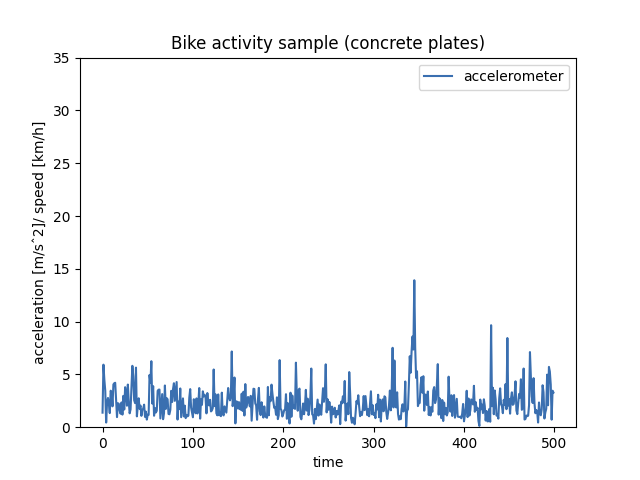 Bike activity sample (concrete plates)
accelerometer
acceleration [m/sˆ2]/ speed [km/h]
35
30
25
20
15
10
5
0
0 100 200 300 400 500
time